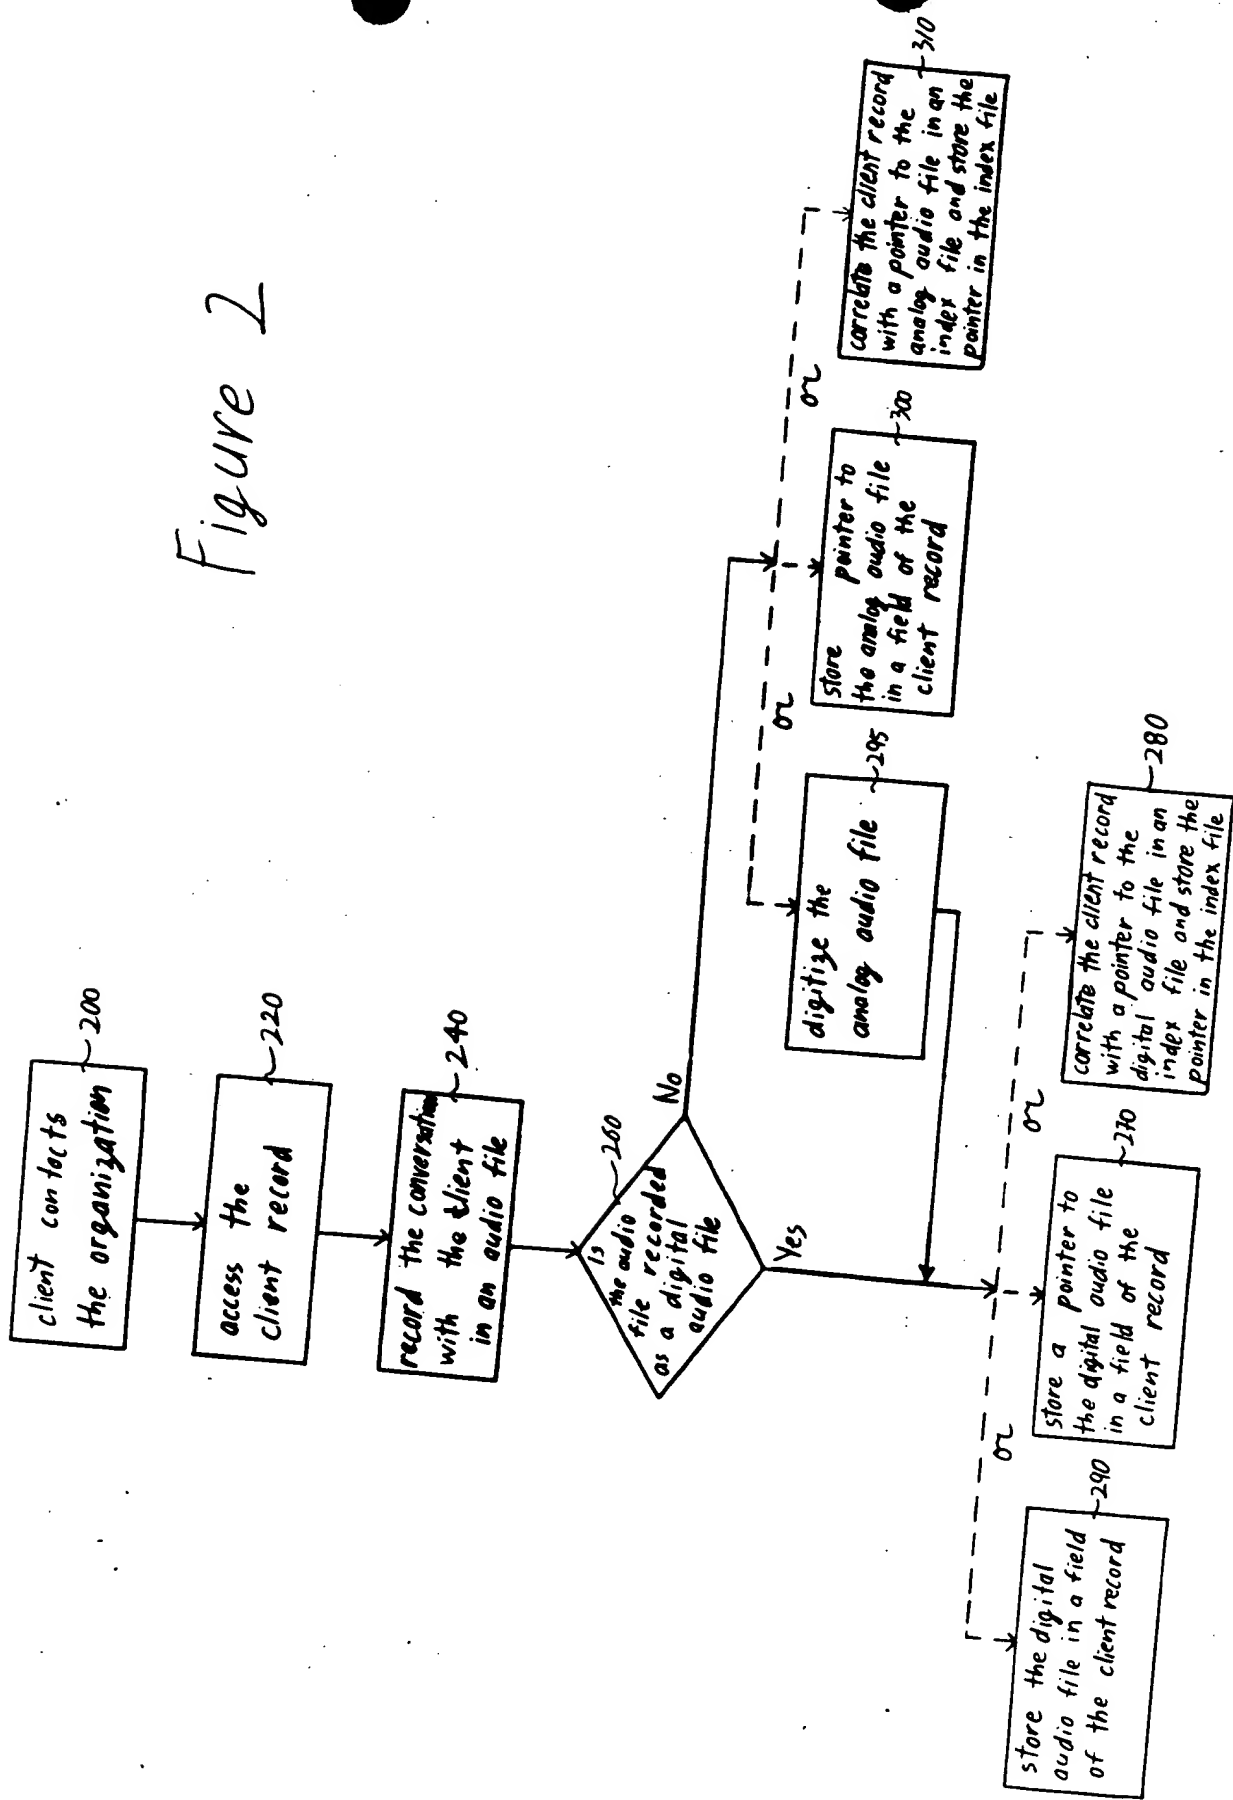 Figure 2
client contacts
the organization
200
access the
client record
220
record the conversation
with the client
in an audio file
240
is
the audio
file recorded
as a digital
audio file
260
No
Yes
or
or
digitize the
analog audio file
295
store pointer to
the analog audio file
in a field of the
client record
300
correlate the client record
with a pointer to the
analog audio file in an
index file and store the
pointer in the index file
310
or
or
store the digital
audio file in a field
of the client record
290
store a pointer to
the digital audio file
in a field of the
client record
270
correlate the client record
with a pointer to the
digital audio file in an
index file and store the
pointer in the index file
280